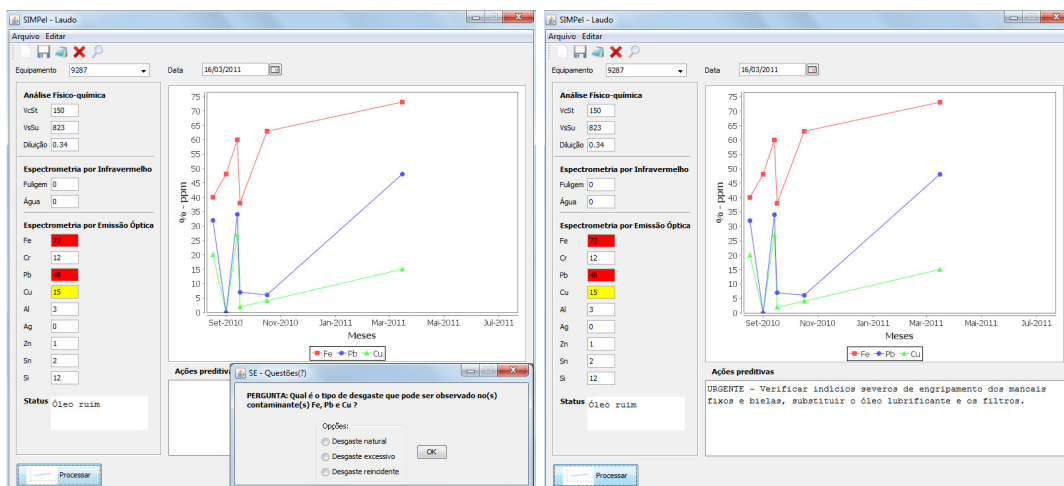 SIMPel - Laudo
Arquivo Editar
Equipamento 9287 Data 16/03/2011
Análise Físico-química
VcSt 150
VsSu 823
Diluição 0.34
Espectrometria por Infravermelho
Fuligem 0
Água 0
Espectrometria por Emissão Óptica
Fe 73
Cr 12
Pb 48
Cu 15
Al 3
Ag 0
Zn 1
Sn 2
Si 12
Status Óleo ruim
Processar
75
70
65
60
55
50
45
40
35
30
25
20
15
10
5
0
% - ppm
Set-2010 Nov-2010 Jan-2011 Mar-2011 Mai-2011 Jul-2011
Meses
Fe Pb Cu
Ações preditivas
SE - Questões(?)
PERGUNTA: Qual é o tipo de desgaste que pode ser observado no(s)
contaminante(s) Fe, Pb e Cu ?
Opções:
Desgaste natural
Desgaste excessivo
Desgaste reincidente
OK
SIMPel - Laudo
Arquivo Editar
Equipamento 9287 Data 16/03/2011
Análise Físico-química
VcSt 150
VsSu 823
Diluição 0.34
Espectrometria por Infravermelho
Fuligem 0
Água 0
Espectrometria por Emissão Óptica
Fe 73
Cr 12
Pb 48
Cu 15
Al 3
Ag 0
Zn 1
Sn 2
Si 12
Status Óleo ruim
Processar
75
70
65
60
55
50
45
40
35
30
25
20
15
10
5
0
% - ppm
Set-2010 Nov-2010 Jan-2011 Mar-2011 Mai-2011 Jul-2011
Meses
Fe Pb Cu
Ações preditivas
URGENTE - Verificar indícios severos de engripamento dos mancais
fixos e bielas, substituir o óleo lubrificante e os filtros.